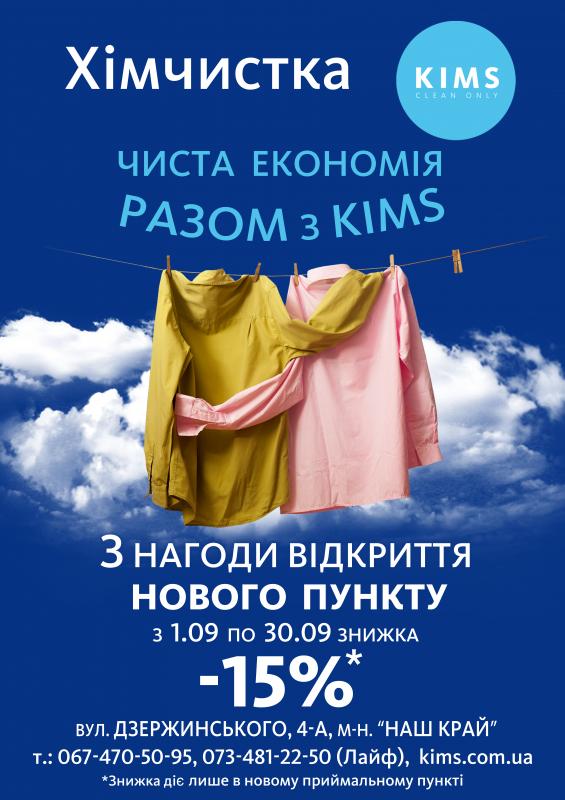 Хімчистка
KIMS
CLEAN ONLY
ЧИСТА ЕКОНОМІЯ
РАЗОМ З KIMS
З НАГОДИ ВІДКРИТТЯ
НОВОГО ПУНКТУ
З 1.09 ПО 30.09 ЗНИЖКА
-15%*
ВУЛ. ДЗЕРЖИНСЬКОГО, 4-А, М-Н. “НАШ КРАЙ”
т.: 067-470-50-95, 073-481-22-50 (Лайф), kims.com.ua
*Знижка діє лише в новому приймальному пункті